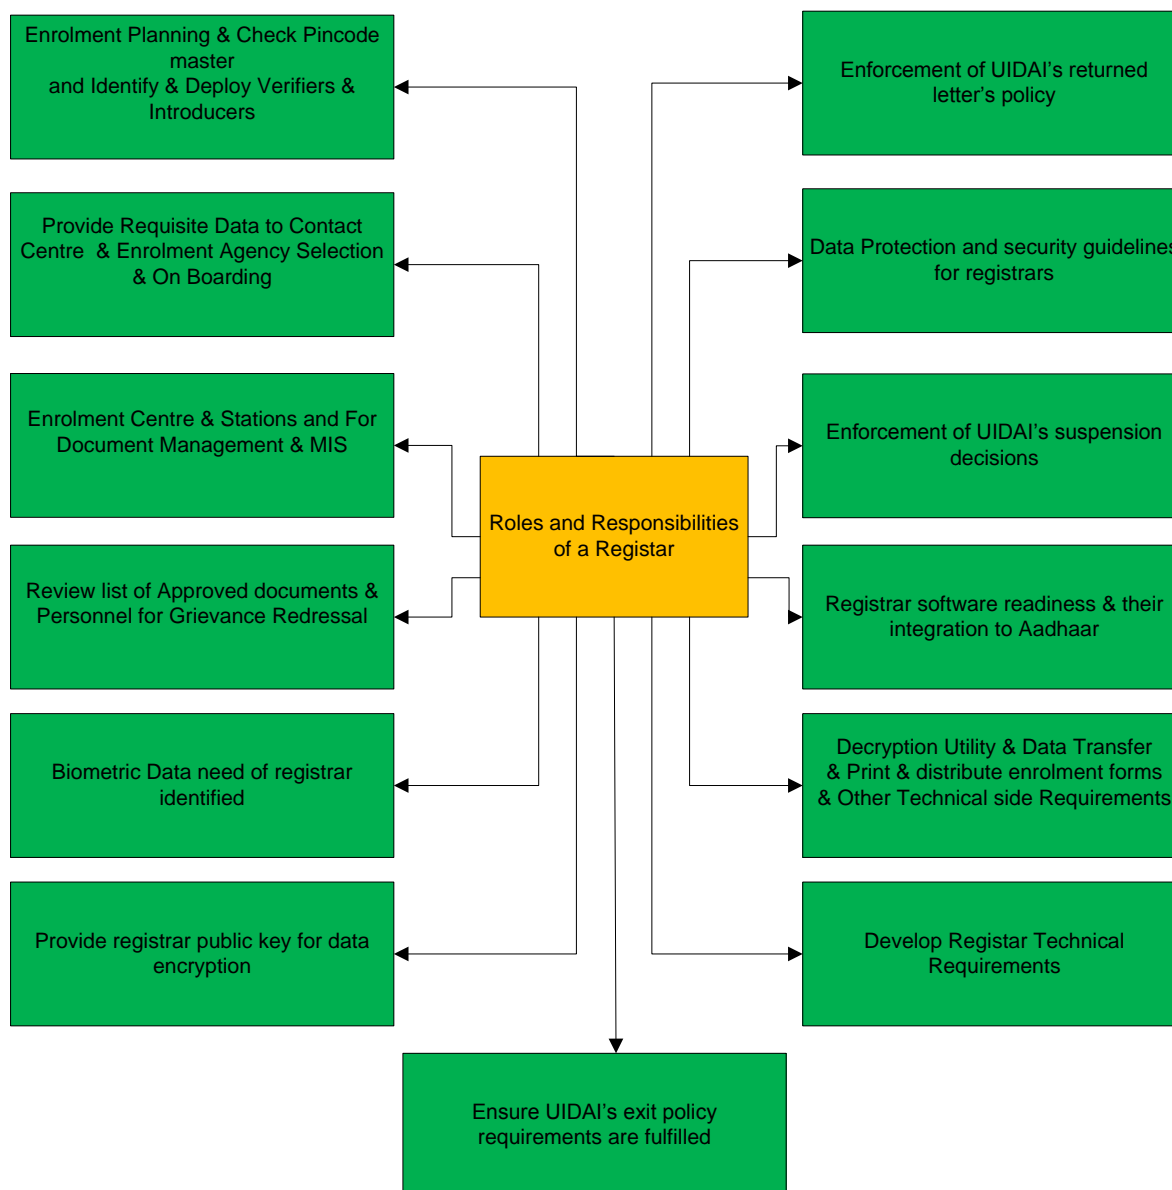 Enrolment Planning & Check Pincode
master
and Identify & Deploy Verifiers &
Introducers
Enforcement of UIDAI’s returned
letter’s policy
Provide Requisite Data to Contact
Centre & Enrolment Agency Selection
& On Boarding
Data Protection and security guidelines
for registrars
Enrolment Centre & Stations and For
Document Management & MIS
Enforcement of UIDAI’s suspension
decisions
Roles and Responsibilities
of a Registar
Review list of Approved documents &
Personnel for Grievance Redressal
Registrar software readiness & their
integration to Aadhaar
Biometric Data need of registrar
identified
Decryption Utility & Data Transfer
& Print & distribute enrolment forms
& Other Technical side Requirements
Provide registrar public key for data
encryption
Develop Registar Technical
Requirements
Ensure UIDAI’s exit policy
requirements are fulfilled